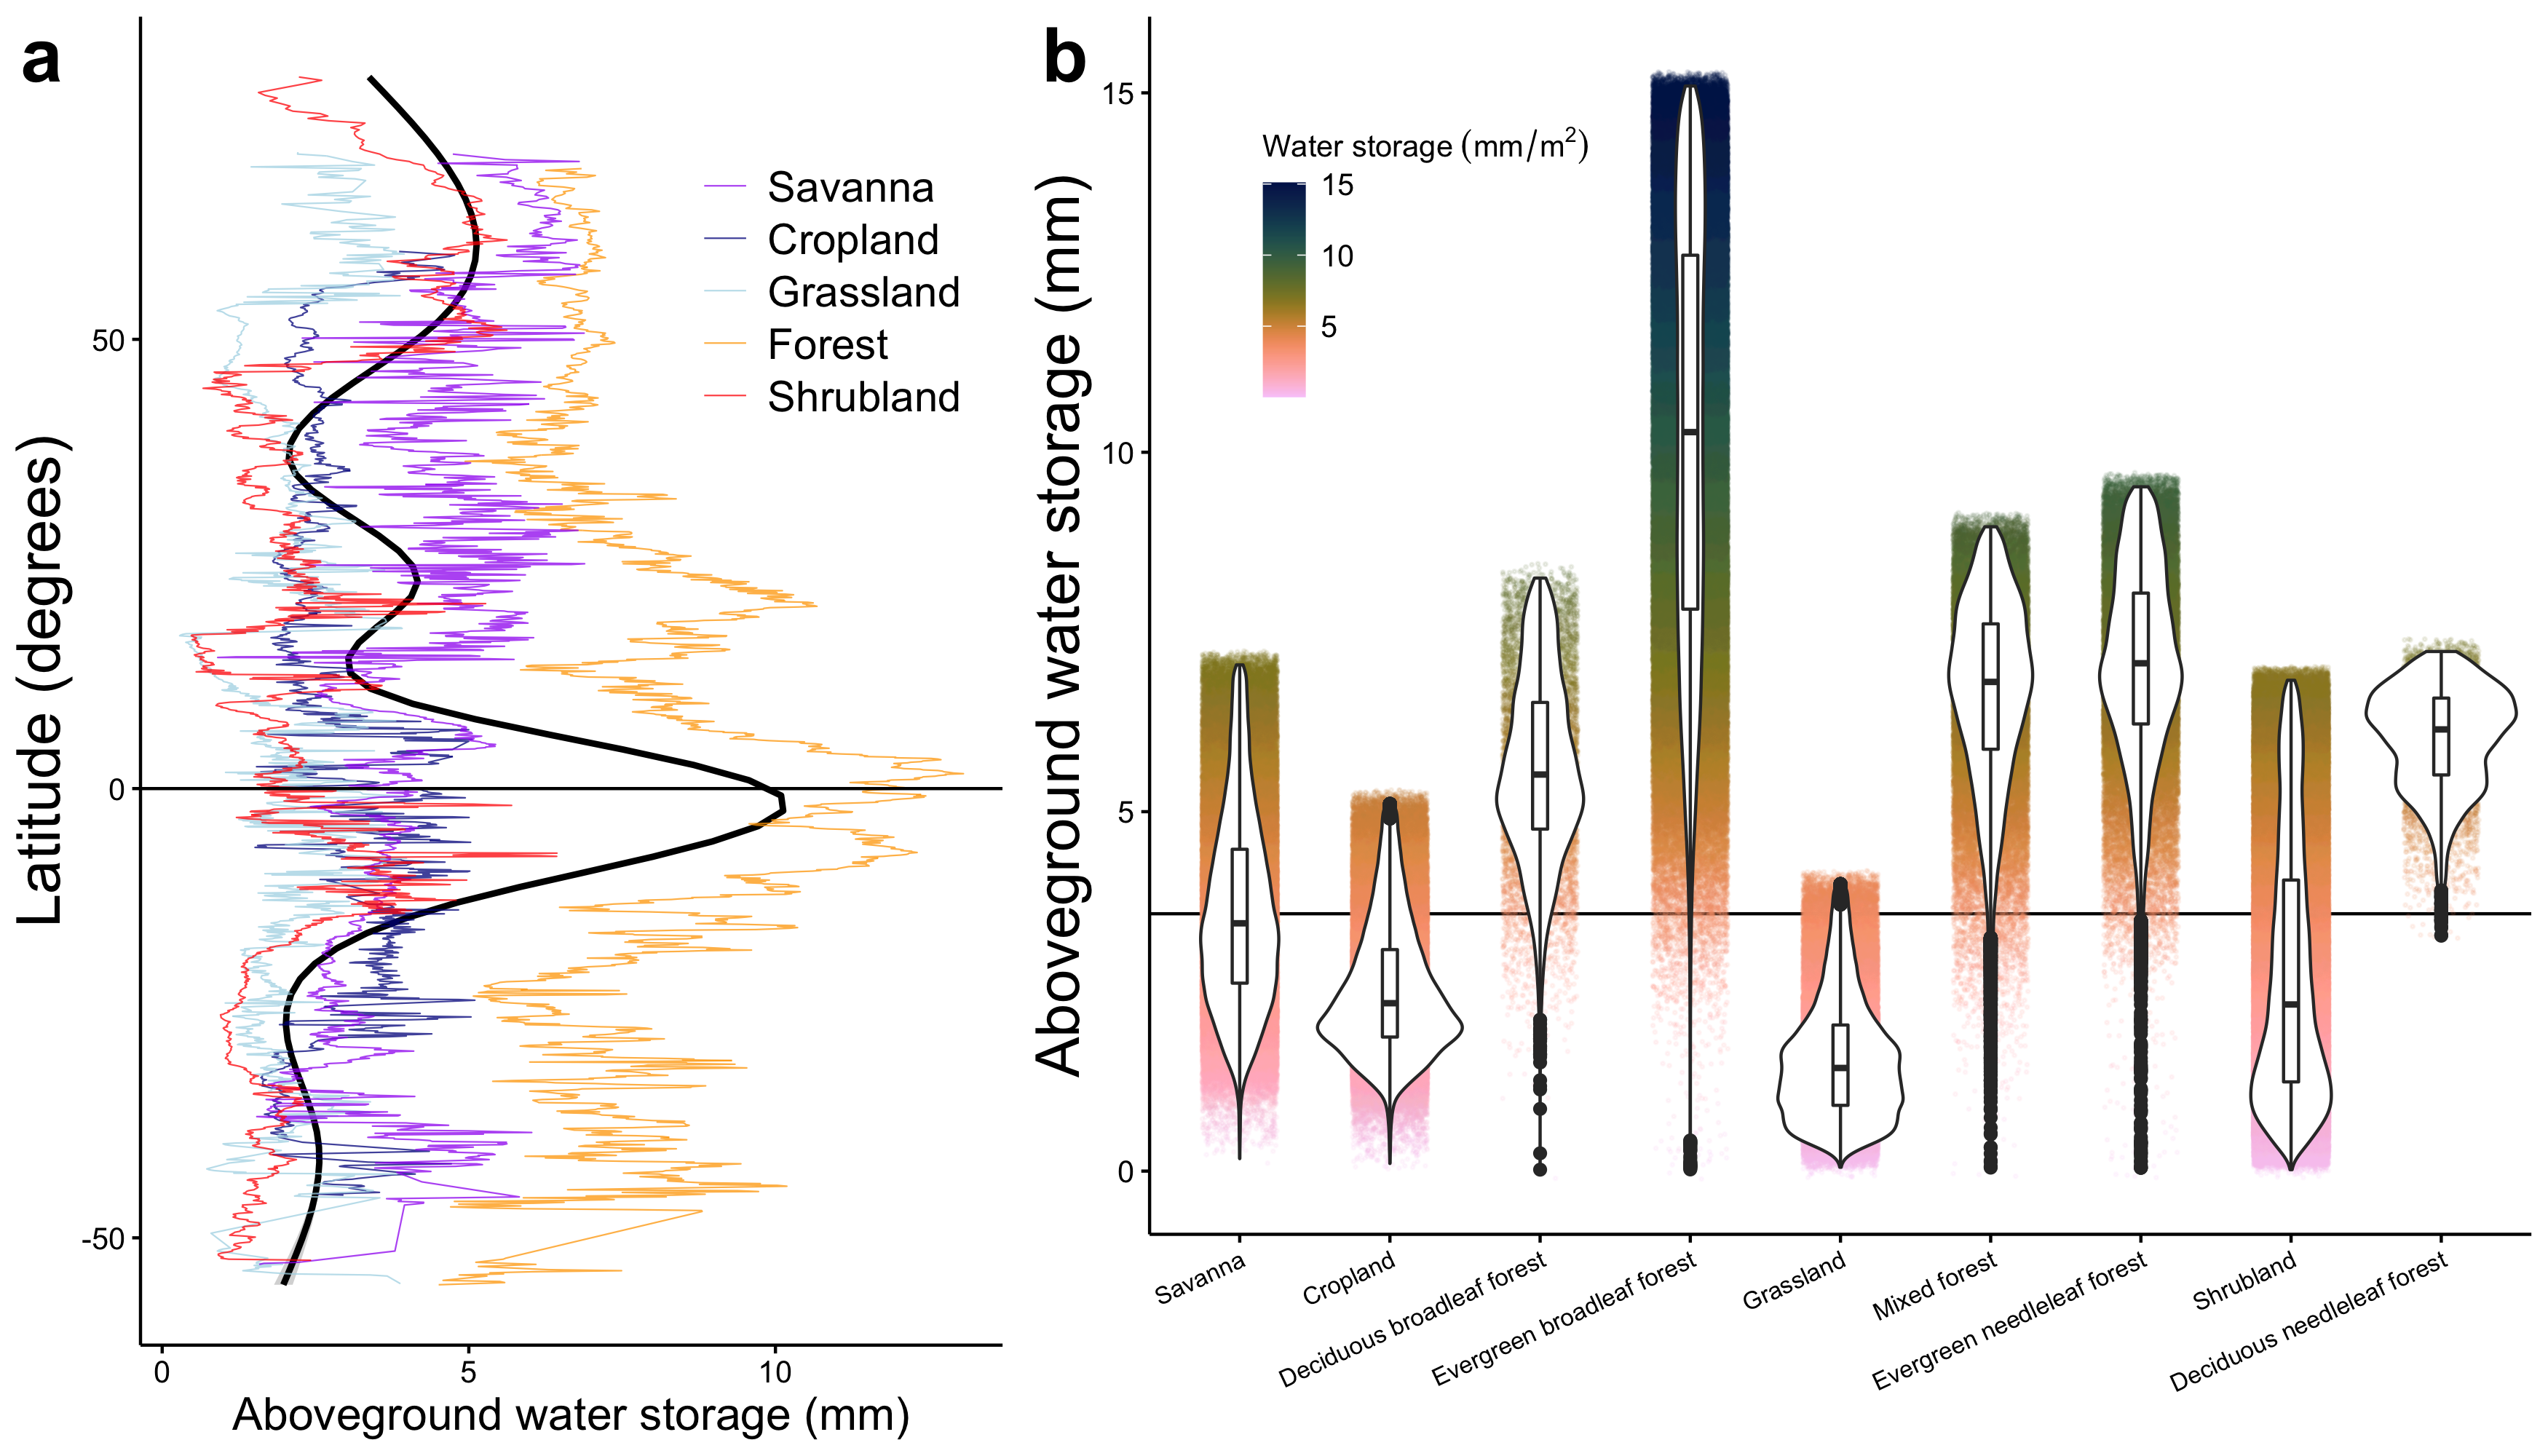 a
Latitude (degrees)
50
0
-50
Savanna
Cropland
Grassland
Forest
Shrubland
0 5 10
Aboveground water storage (mm)
b
Aboveground water storage (mm)
15
10
5
0
Water storage (mm/m²)
15
10
5
Savanna
Cropland
Deciduous broadleaf forest
Evergreen broadleaf forest
Grassland
Mixed forest
Evergreen needleleaf forest
Shrubland
Deciduous needleleaf forest